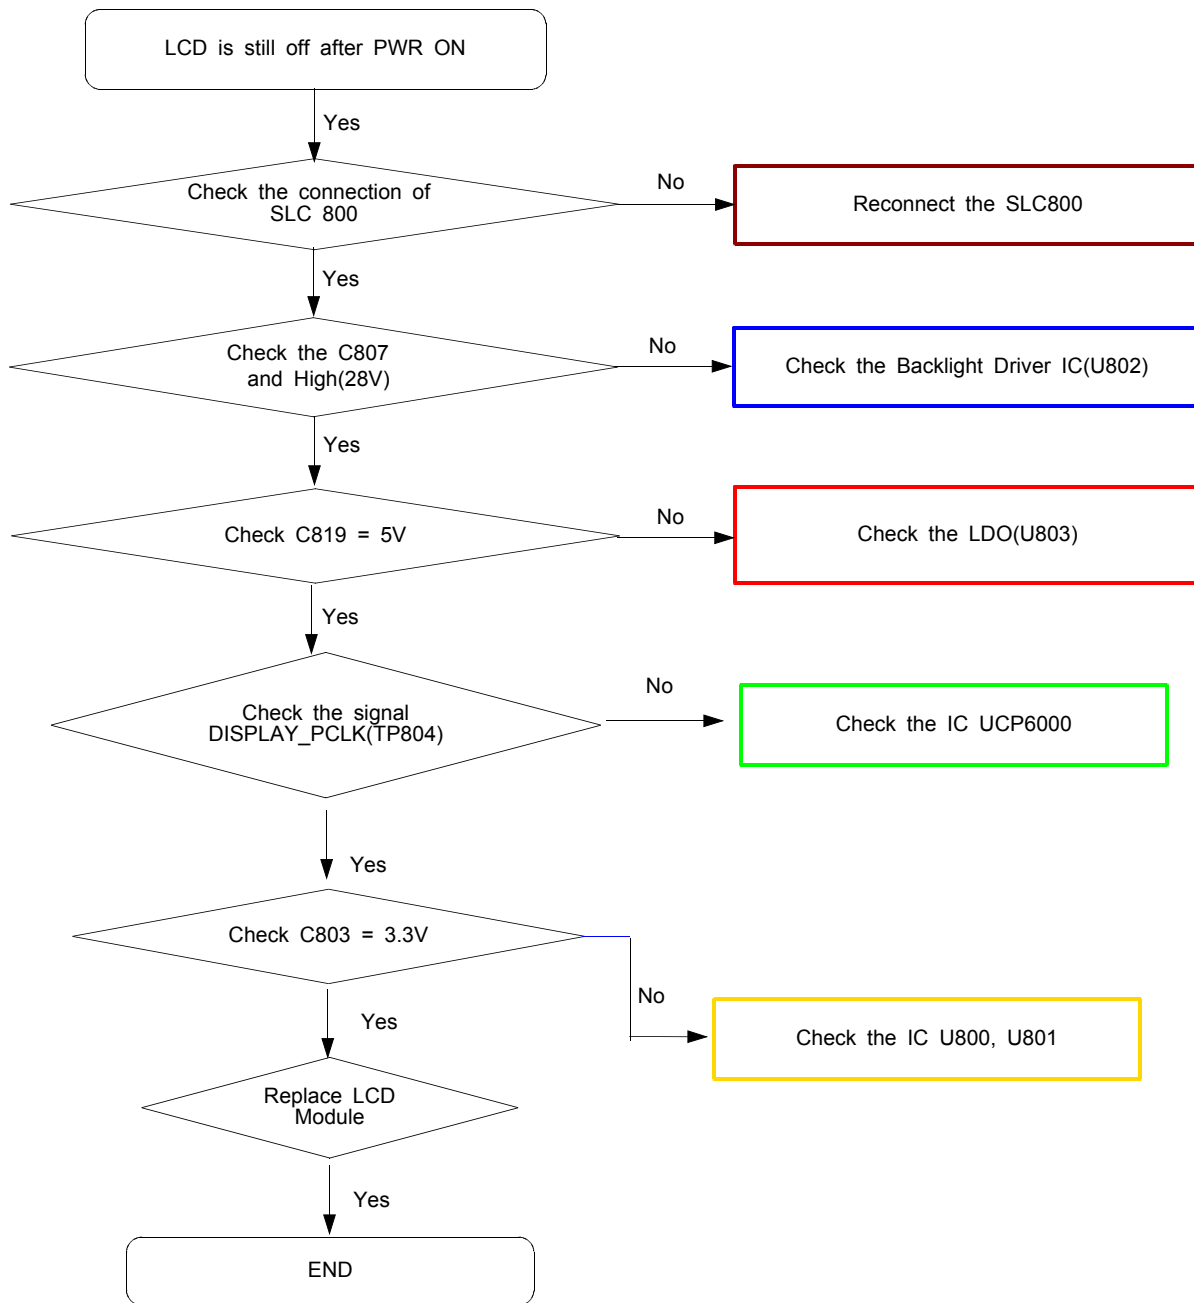 LCD is still off after PWR ON
Yes
Check the connection of
SLC 800
No
Reconnect the SLC800
Yes
Check the C807
and High(28V)
No
Check the Backlight Driver IC(U802)
Yes
Check C819 = 5V
No
Check the LDO(U803)
Yes
Check the signal
DISPLAY_PCLK(TP804)
No
Check the IC UCP6000
Yes
Check C803 = 3.3V
No
Check the IC U800, U801
Yes
Replace LCD
Module
Yes
END